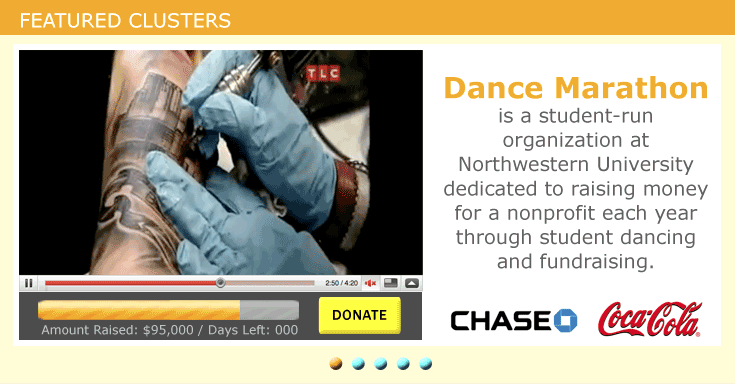 FEATURED CLUSTERS
TLC
Dance Marathon
is a student-run
organization at
Northwestern University
dedicated to raising money
for a nonprofit each year
through student dancing
and fundraising.
2:50 / 4:20
Amount Raised: $95,000 / Days Left: 000
DONATE
CHASE
Coca-Cola